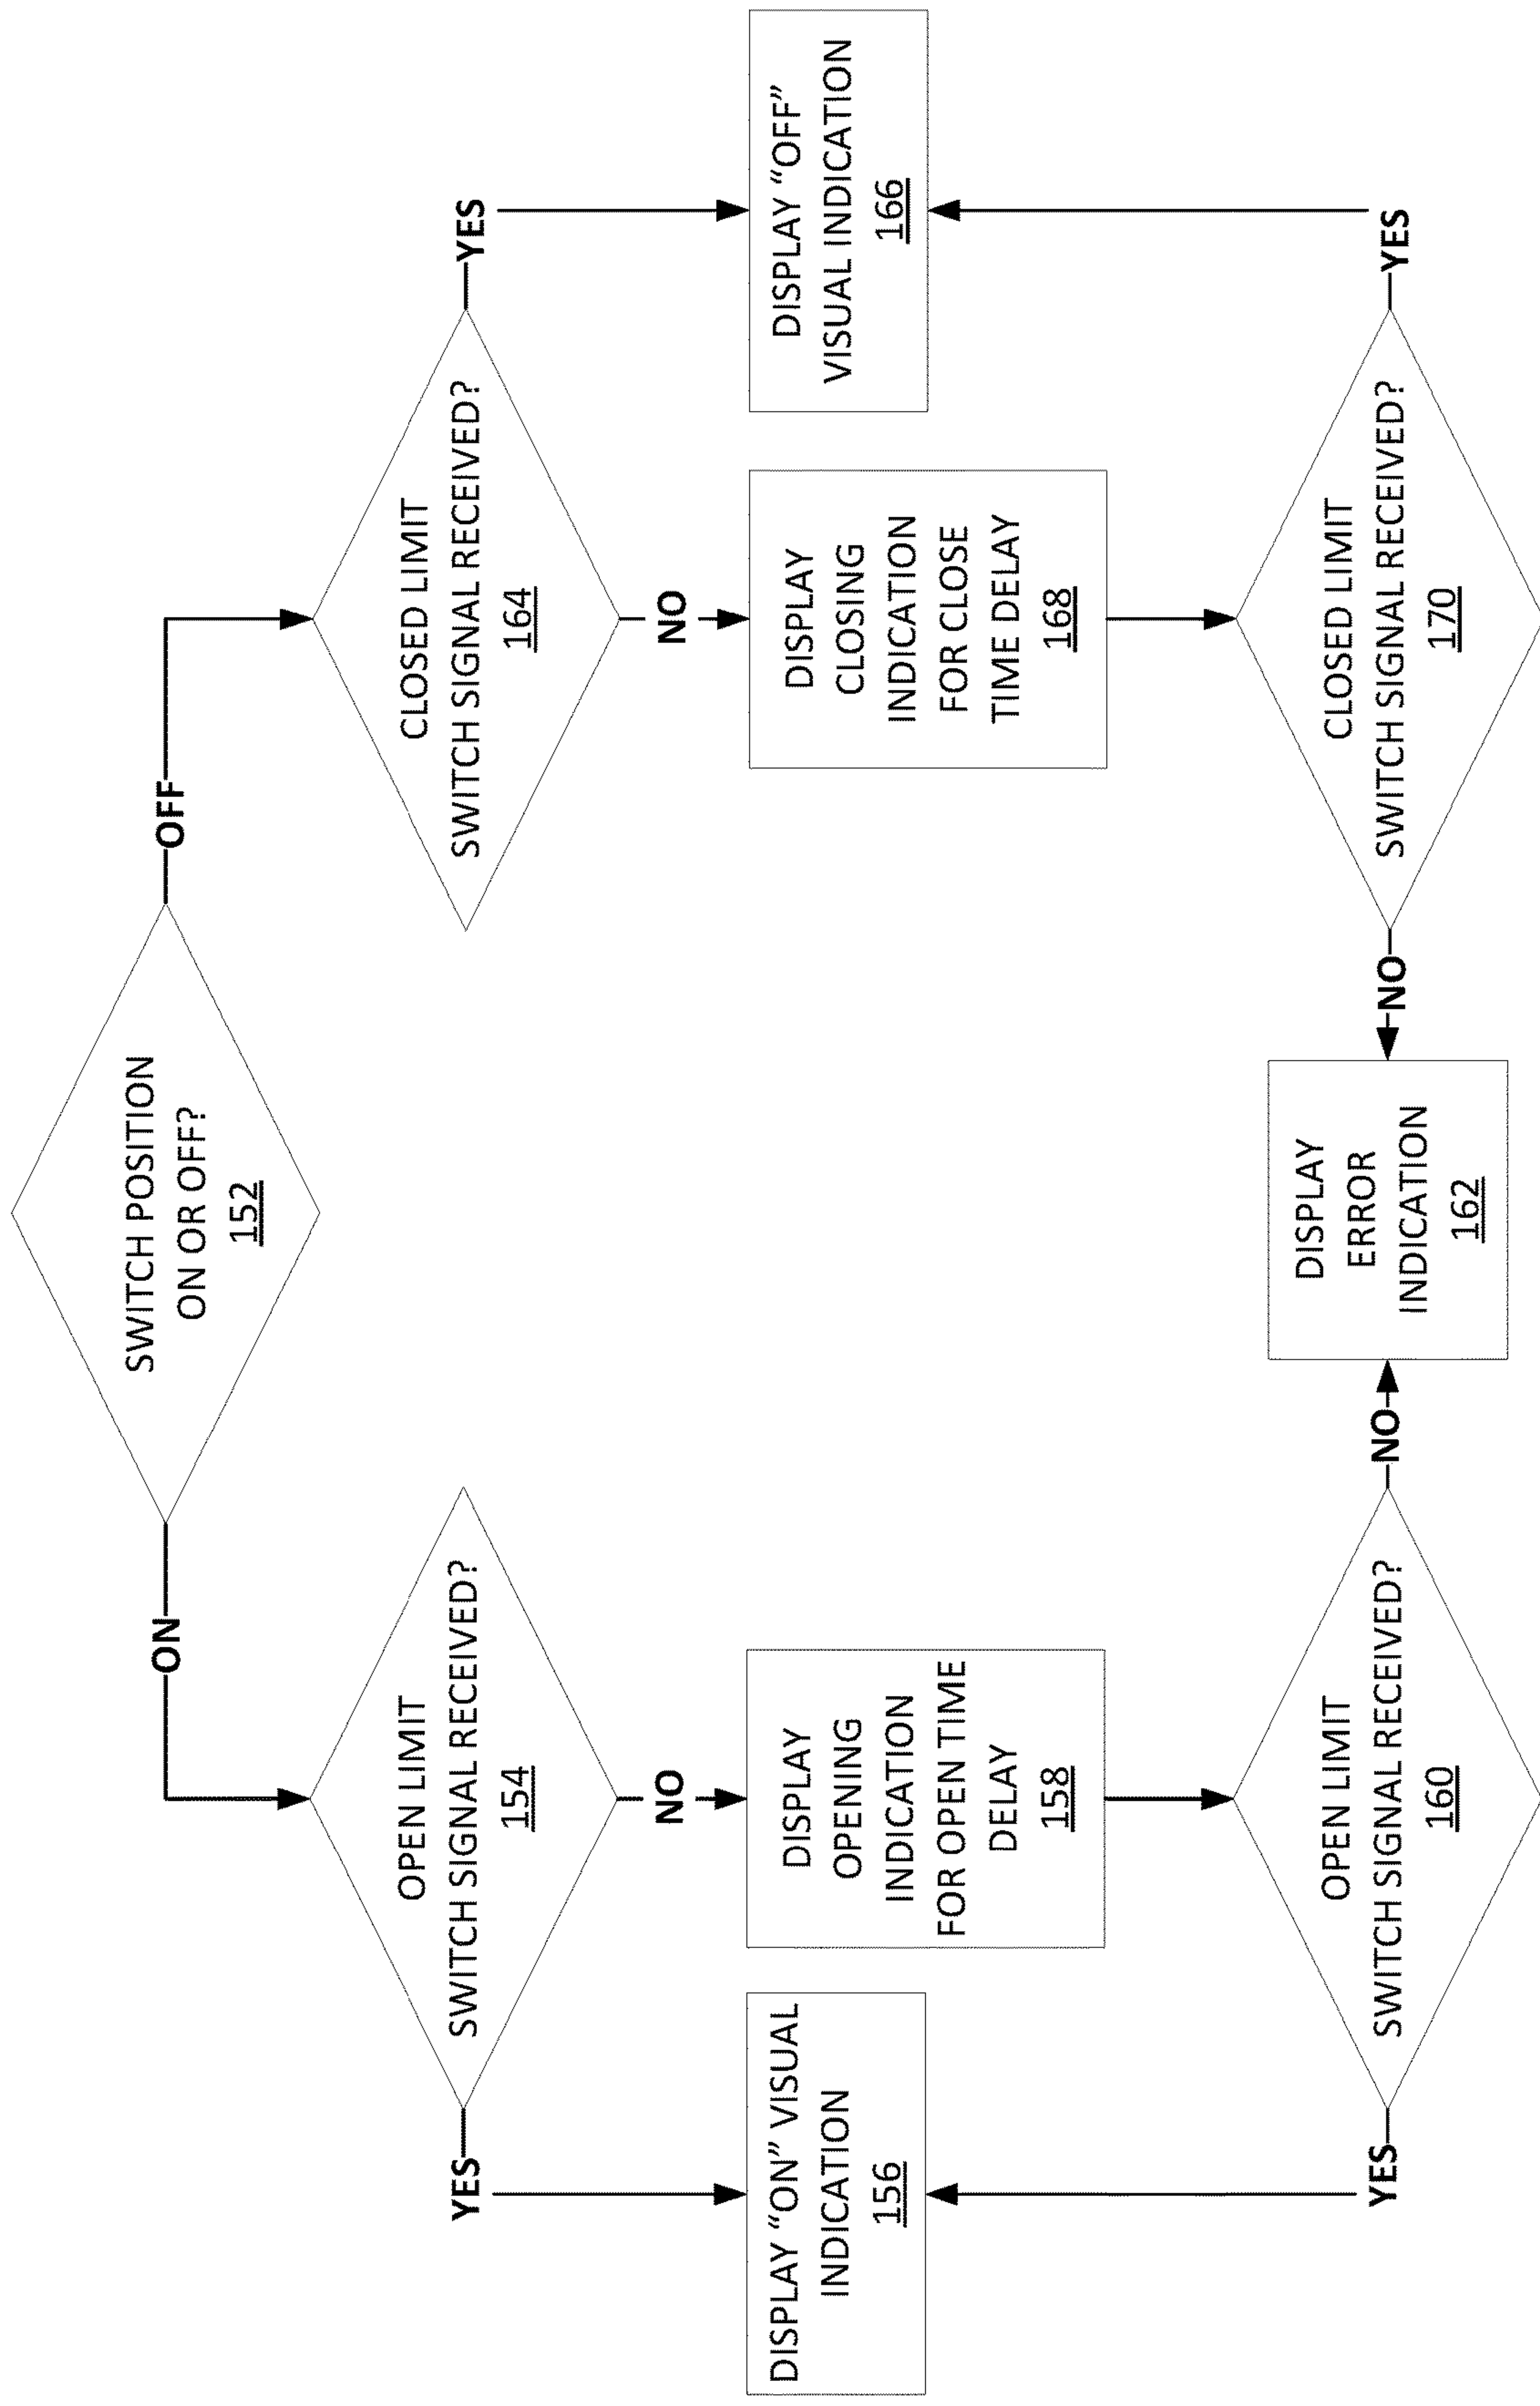 SWITCH POSITION
ON OR OFF?
152
ON
OFF
OPEN LIMIT
SWITCH SIGNAL RECEIVED?
154
CLOSED LIMIT
SWITCH SIGNAL RECEIVED?
164
YES
NO
NO
YES
DISPLAY "ON" VISUAL
INDICATION
156
DISPLAY
OPENING
INDICATION
FOR OPEN TIME
DELAY
158
DISPLAY
CLOSING
INDICATION
FOR CLOSE
TIME DELAY
168
DISPLAY "OFF"
VISUAL INDICATION
166
OPEN LIMIT
SWITCH SIGNAL RECEIVED?
160
DISPLAY
ERROR
INDICATION
162
CLOSED LIMIT
SWITCH SIGNAL RECEIVED?
170
YES
NO
NO
YES